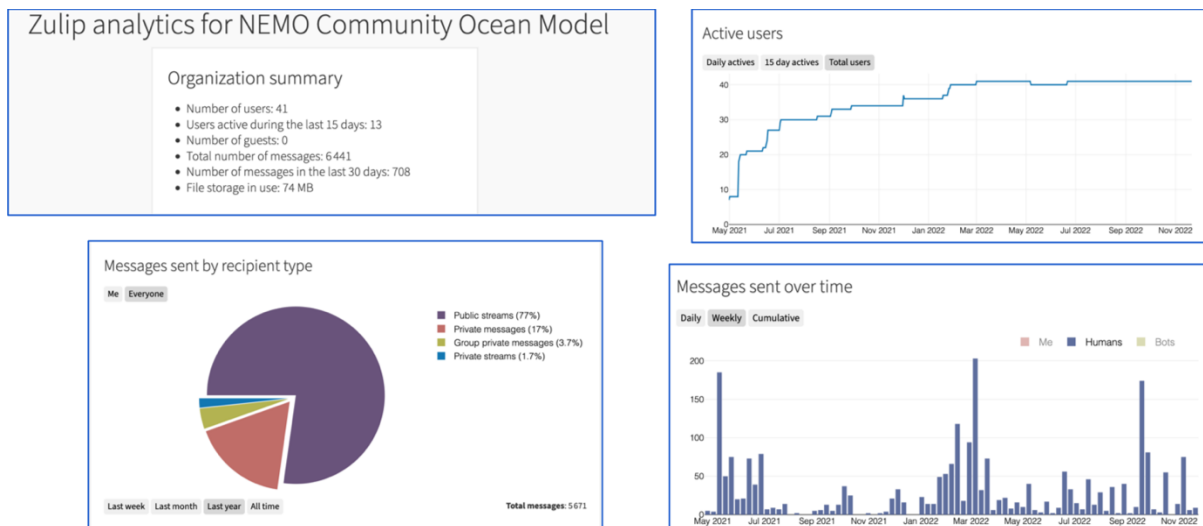 Zulip analytics for NEMO Community Ocean Model
Organization summary
• Number of users: 41
• Users active during the last 15 days: 13
• Number of guests: 0
• Total number of messages: 6 441
• Number of messages in the last 30 days: 708
• File storage in use: 74 MB
Active users
Daily actives 15 day actives Total users
40
30
20
10
0
May 2021 Jul 2021 Sep 2021 Nov 2021 Jan 2022 Mar 2022 May 2022 Jul 2022 Sep 2022 Nov 2022
Messages sent by recipient type
Me Everyone
Public streams (77%)
Private messages (17%)
Group private messages (3.7%)
Private streams (1.7%)
Last week Last month Last year All time
Total messages: 5 671
Messages sent over time
Daily Weekly Cumulative
Me Humans Bots
200
150
100
50
0
May 2021 Jul 2021 Sep 2021 Nov 2021 Jan 2022 Mar 2022 May 2022 Jul 2022 Sep 2022 Nov 2022